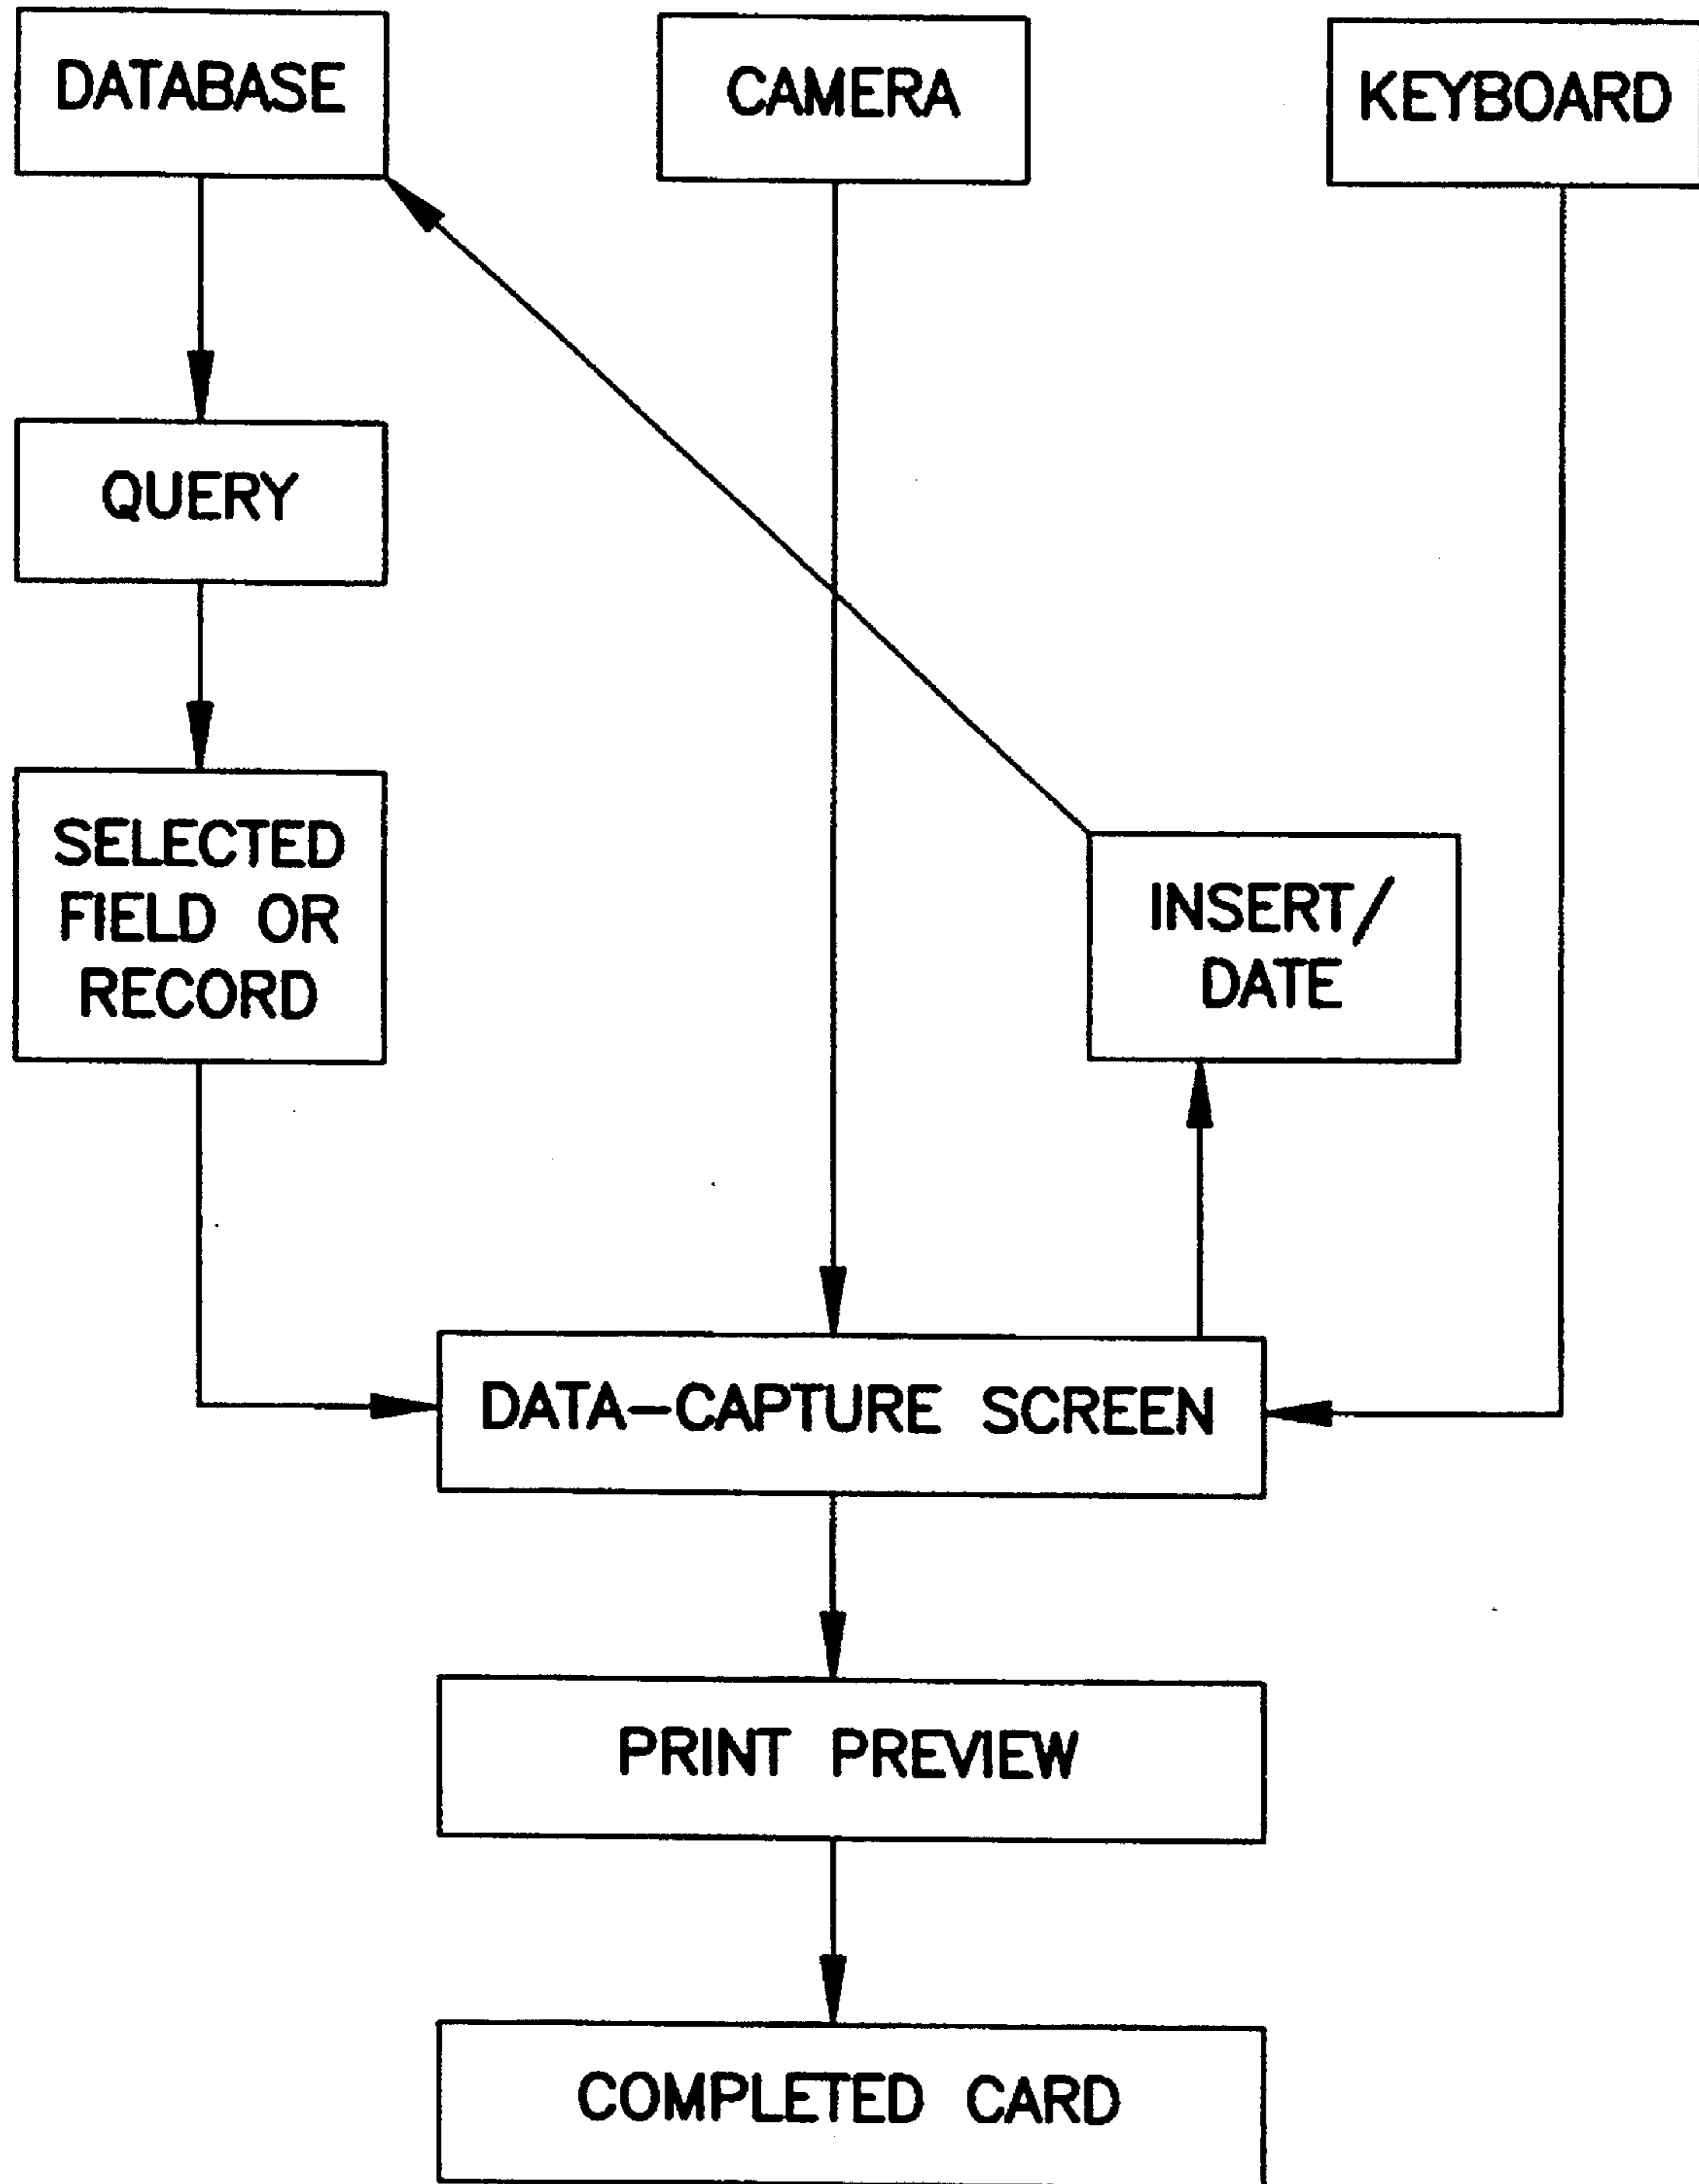 DATABASE
CAMERA
KEYBOARD
QUERY
SELECTED
FIELD OR
RECORD
INSERT/
DATE
DATA-CAPTURE SCREEN
PRINT PREVIEW
COMPLETED CARD